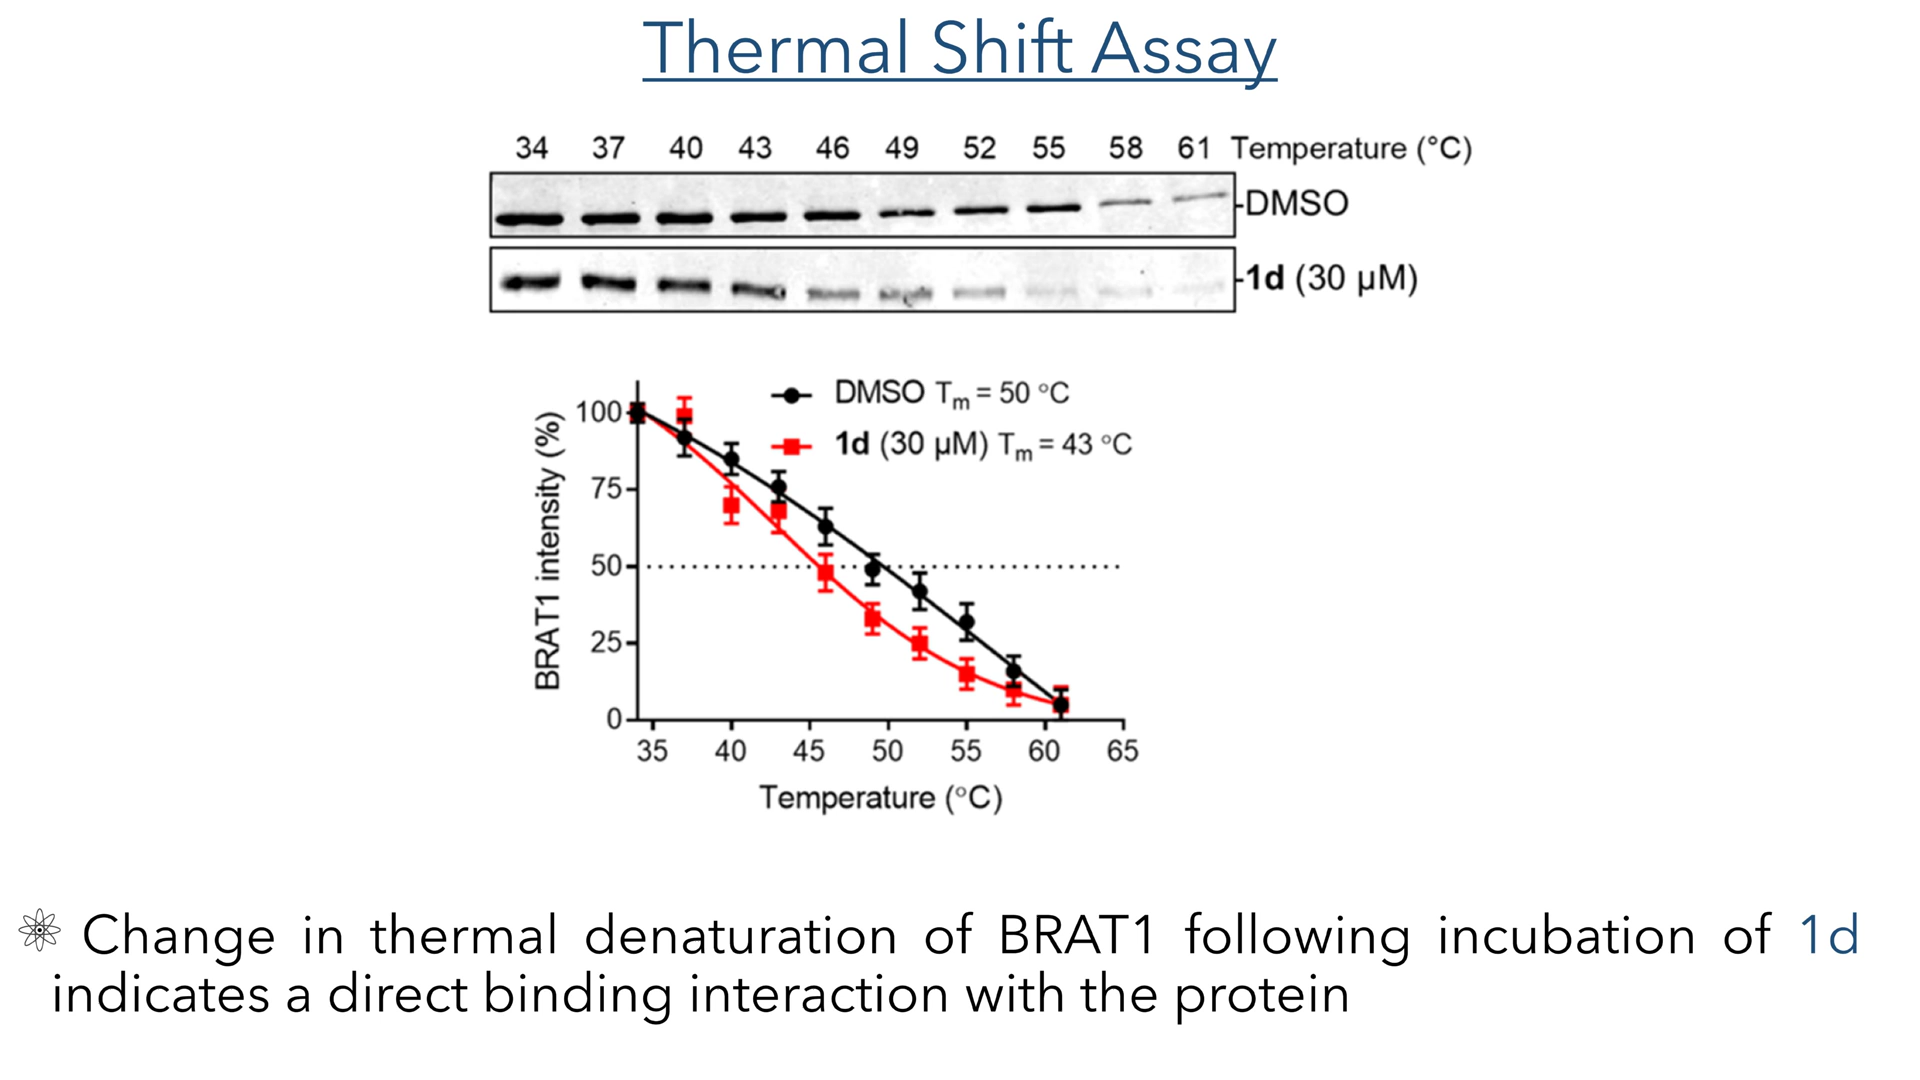 Thermal Shift Assay
34 37 40 43 46 49 52 55 58 61 Temperature (°C)
DMSO
1d (30 µM)
DMSO Tm = 50 °C
1d (30 µM) Tm = 43 °C
BRAT1 intensity (%)
100
75
50
25
0
35 40 45 50 55 60 65
Temperature (°C)
Change in thermal denaturation of BRAT1 following incubation of 1d
indicates a direct binding interaction with the protein